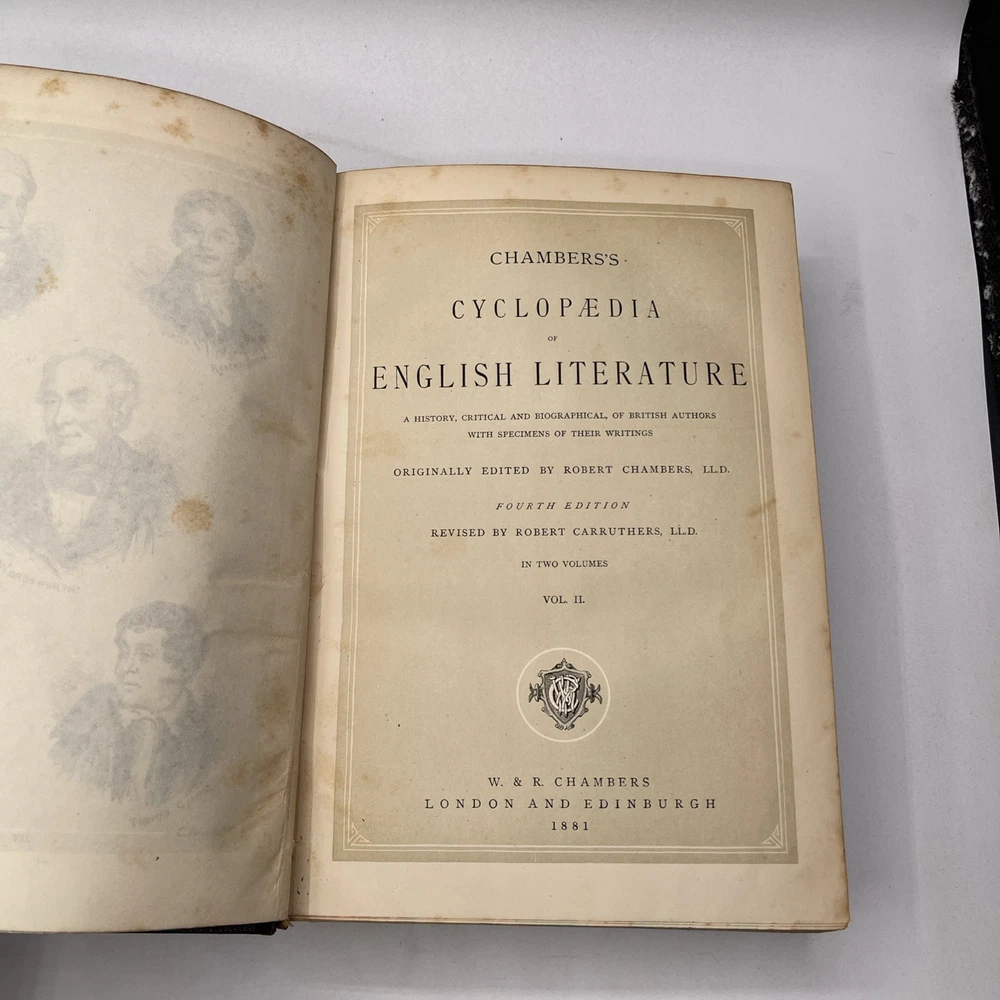 CHAMBERS'S
CYCLOPÆDIA
OF
ENGLISH LITERATURE
A HISTORY, CRITICAL AND BIOGRAPHICAL, OF BRITISH AUTHORS
WITH SPECIMENS OF THEIR WRITINGS
ORIGINALLY EDITED BY ROBERT CHAMBERS, LL.D.
FOURTH EDITION
REVISED BY ROBERT CARRUTHERS, LL.D.
IN TWO VOLUMES
VOL. II.
W. & R. CHAMBERS
LONDON AND EDINBURGH
1881